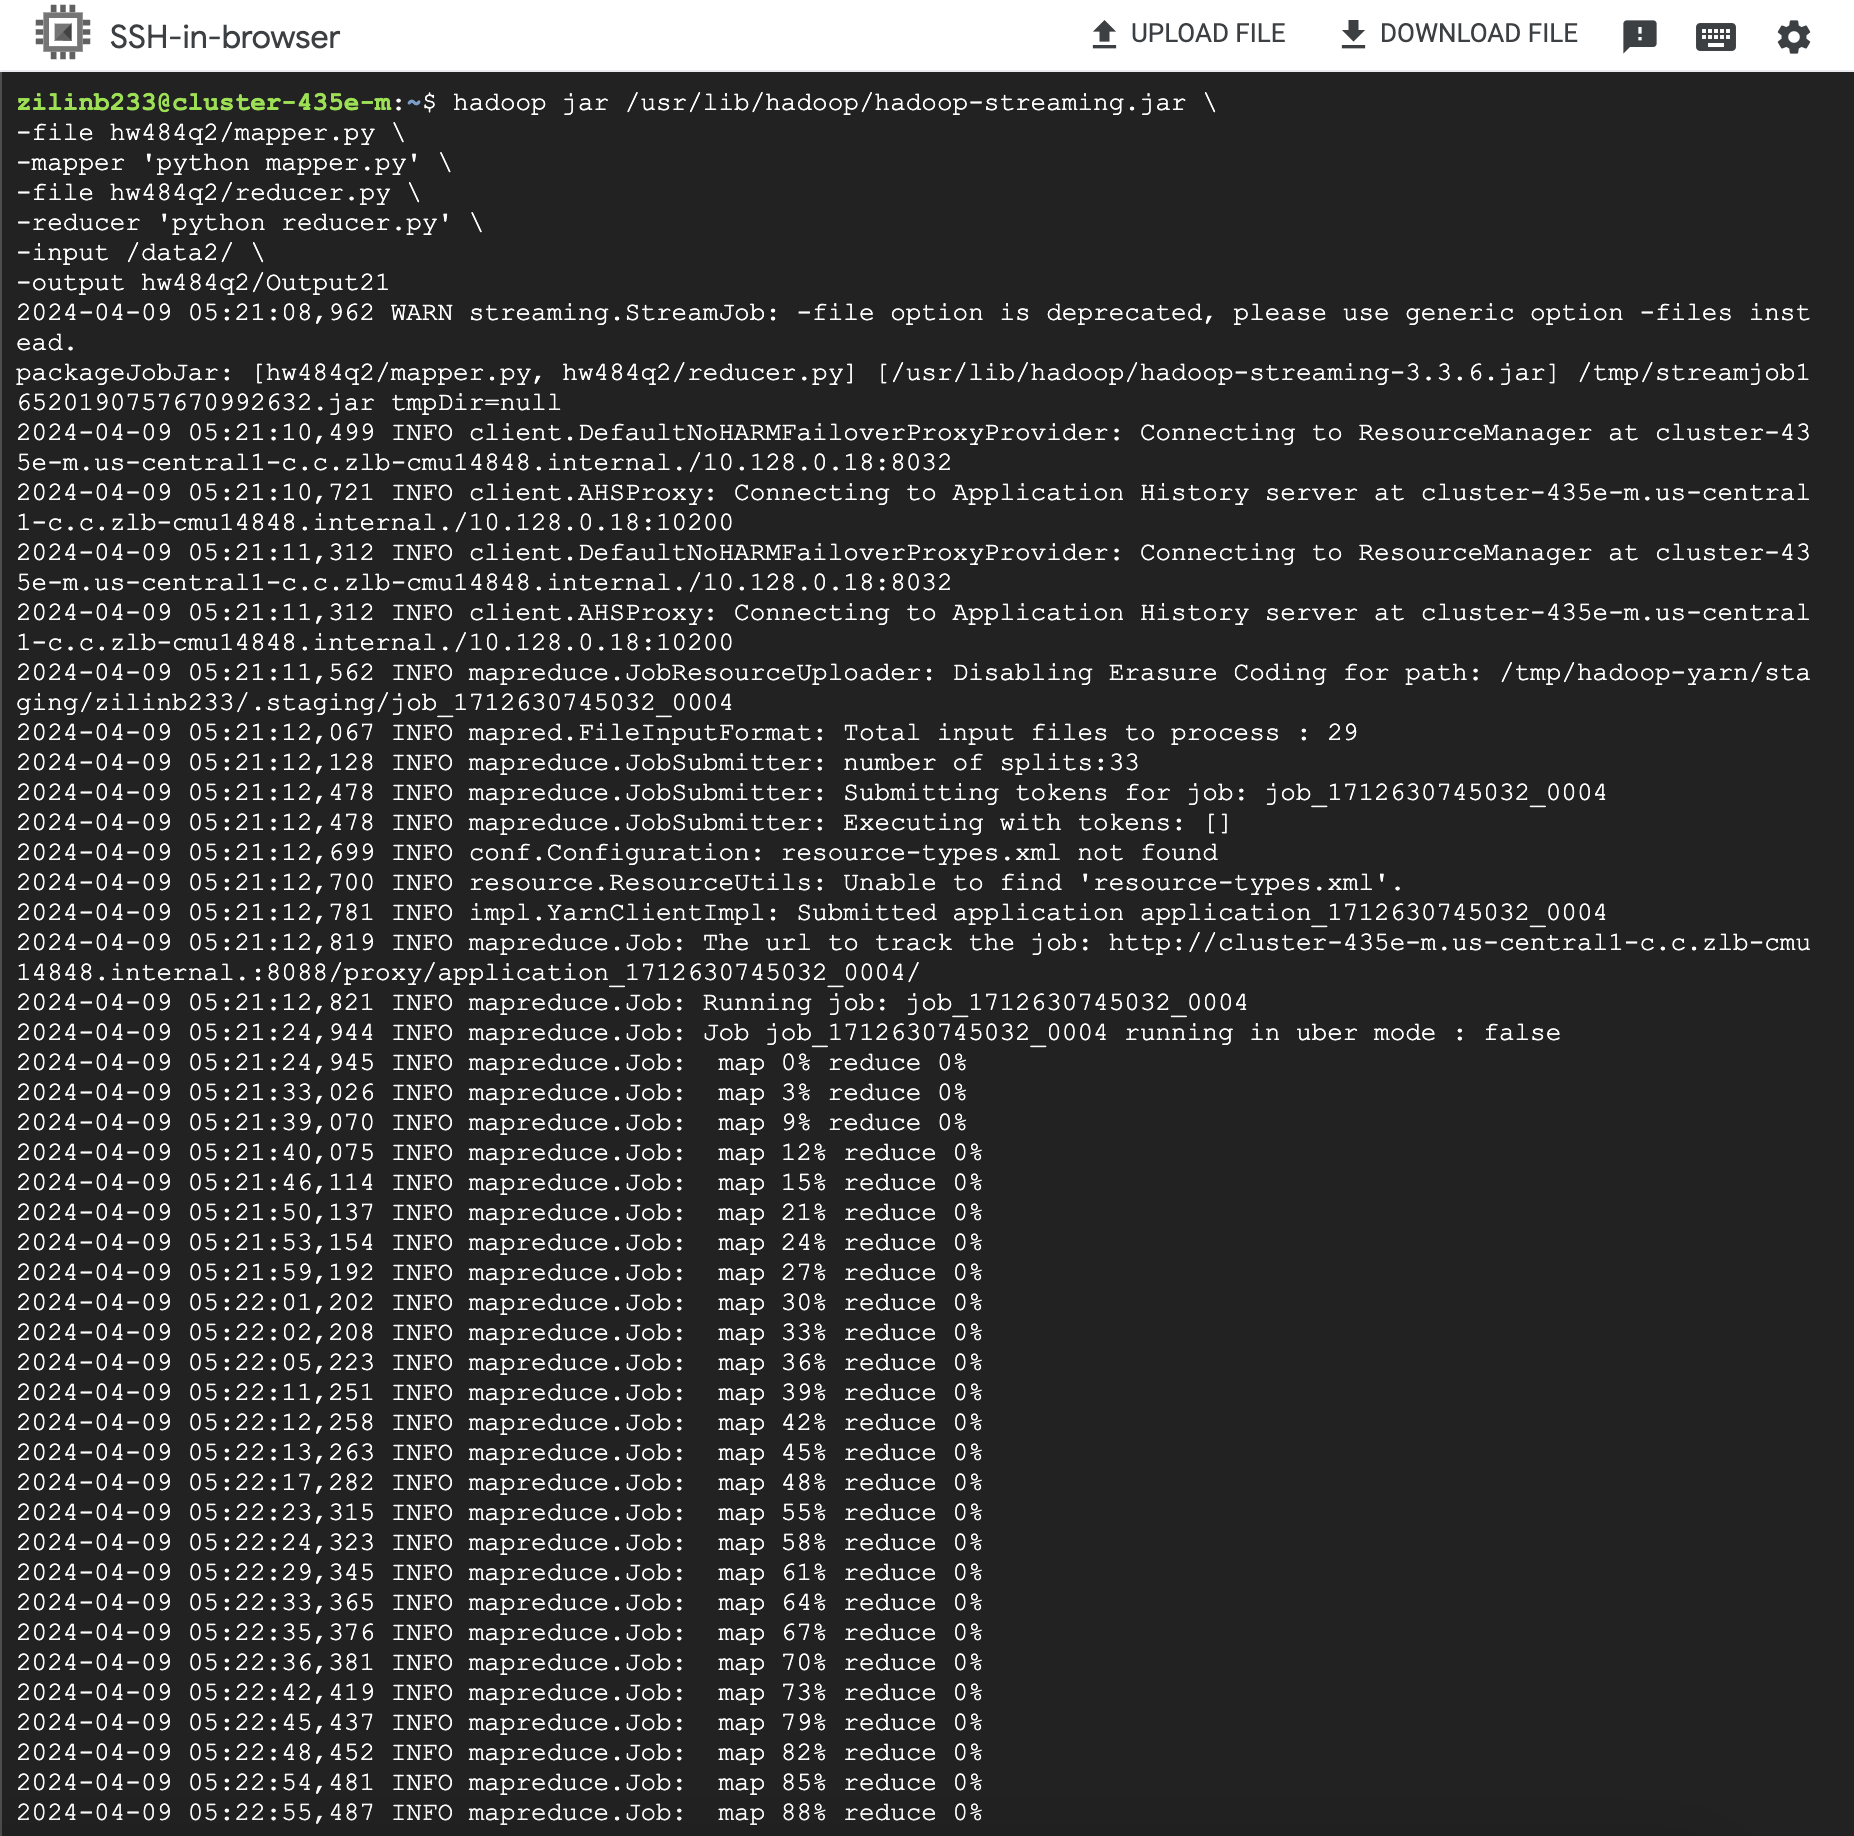 SSH-in-browser
UPLOAD FILE
DOWNLOAD FILE
zilinb233@cluster-435e-m:~$ hadoop jar /usr/lib/hadoop/hadoop-streaming.jar \
-file hw484q2/mapper.py \
-mapper 'python mapper.py' \
-file hw484q2/reducer.py \
-reducer 'python reducer.py' \
-input /data2/ \
-output hw484q2/Output21
2024-04-09 05:21:08,962 WARN streaming.StreamJob: -file option is deprecated, please use generic option -files inst
ead.
packageJobJar: [hw484q2/mapper.py, hw484q2/reducer.py] [/usr/lib/hadoop/hadoop-streaming-3.3.6.jar] /tmp/streamjob1
6520190757670992632.jar tmpDir=null
2024-04-09 05:21:10,499 INFO client.DefaultNoHARMFailoverProxyProvider: Connecting to ResourceManager at cluster-43
5e-m.us-central1-c.c.zlb-cmu14848.internal./10.128.0.18:8032
2024-04-09 05:21:10,721 INFO client.AHSProxy: Connecting to Application History server at cluster-435e-m.us-central
1-c.c.zlb-cmu14848.internal./10.128.0.18:10200
2024-04-09 05:21:11,312 INFO client.DefaultNoHARMFailoverProxyProvider: Connecting to ResourceManager at cluster-43
5e-m.us-central1-c.c.zlb-cmu14848.internal./10.128.0.18:8032
2024-04-09 05:21:11,312 INFO client.AHSProxy: Connecting to Application History server at cluster-435e-m.us-central
1-c.c.zlb-cmu14848.internal./10.128.0.18:10200
2024-04-09 05:21:11,562 INFO mapreduce.JobResourceUploader: Disabling Erasure Coding for path: /tmp/hadoop-yarn/sta
ging/zilinb233/.staging/job_1712630745032_0004
2024-04-09 05:21:12,067 INFO mapred.FileInputFormat: Total input files to process : 29
2024-04-09 05:21:12,128 INFO mapreduce.JobSubmitter: number of splits:33
2024-04-09 05:21:12,478 INFO mapreduce.JobSubmitter: Submitting tokens for job: job_1712630745032_0004
2024-04-09 05:21:12,478 INFO mapreduce.JobSubmitter: Executing with tokens: []
2024-04-09 05:21:12,699 INFO conf.Configuration: resource-types.xml not found
2024-04-09 05:21:12,700 INFO resource.ResourceUtils: Unable to find 'resource-types.xml'.
2024-04-09 05:21:12,781 INFO impl.YarnClientImpl: Submitted application application_1712630745032_0004
2024-04-09 05:21:12,819 INFO mapreduce.Job: The url to track the job: http://cluster-435e-m.us-central1-c.c.zlb-cmu
14848.internal.:8088/proxy/application_1712630745032_0004/
2024-04-09 05:21:12,821 INFO mapreduce.Job: Running job: job_1712630745032_0004
2024-04-09 05:21:24,944 INFO mapreduce.Job: Job job_1712630745032_0004 running in uber mode : false
2024-04-09 05:21:24,945 INFO mapreduce.Job:  map 0% reduce 0%
2024-04-09 05:21:33,026 INFO mapreduce.Job:  map 3% reduce 0%
2024-04-09 05:21:39,070 INFO mapreduce.Job:  map 9% reduce 0%
2024-04-09 05:21:40,075 INFO mapreduce.Job:  map 12% reduce 0%
2024-04-09 05:21:46,114 INFO mapreduce.Job:  map 15% reduce 0%
2024-04-09 05:21:50,137 INFO mapreduce.Job:  map 21% reduce 0%
2024-04-09 05:21:53,154 INFO mapreduce.Job:  map 24% reduce 0%
2024-04-09 05:21:59,192 INFO mapreduce.Job:  map 27% reduce 0%
2024-04-09 05:22:01,202 INFO mapreduce.Job:  map 30% reduce 0%
2024-04-09 05:22:02,208 INFO mapreduce.Job:  map 33% reduce 0%
2024-04-09 05:22:05,223 INFO mapreduce.Job:  map 36% reduce 0%
2024-04-09 05:22:11,251 INFO mapreduce.Job:  map 39% reduce 0%
2024-04-09 05:22:12,258 INFO mapreduce.Job:  map 42% reduce 0%
2024-04-09 05:22:13,263 INFO mapreduce.Job:  map 45% reduce 0%
2024-04-09 05:22:17,282 INFO mapreduce.Job:  map 48% reduce 0%
2024-04-09 05:22:23,315 INFO mapreduce.Job:  map 55% reduce 0%
2024-04-09 05:22:24,323 INFO mapreduce.Job:  map 58% reduce 0%
2024-04-09 05:22:29,345 INFO mapreduce.Job:  map 61% reduce 0%
2024-04-09 05:22:33,365 INFO mapreduce.Job:  map 64% reduce 0%
2024-04-09 05:22:35,376 INFO mapreduce.Job:  map 67% reduce 0%
2024-04-09 05:22:36,381 INFO mapreduce.Job:  map 70% reduce 0%
2024-04-09 05:22:42,419 INFO mapreduce.Job:  map 73% reduce 0%
2024-04-09 05:22:45,437 INFO mapreduce.Job:  map 79% reduce 0%
2024-04-09 05:22:48,452 INFO mapreduce.Job:  map 82% reduce 0%
2024-04-09 05:22:54,481 INFO mapreduce.Job:  map 85% reduce 0%
2024-04-09 05:22:55,487 INFO mapreduce.Job:  map 88% reduce 0%